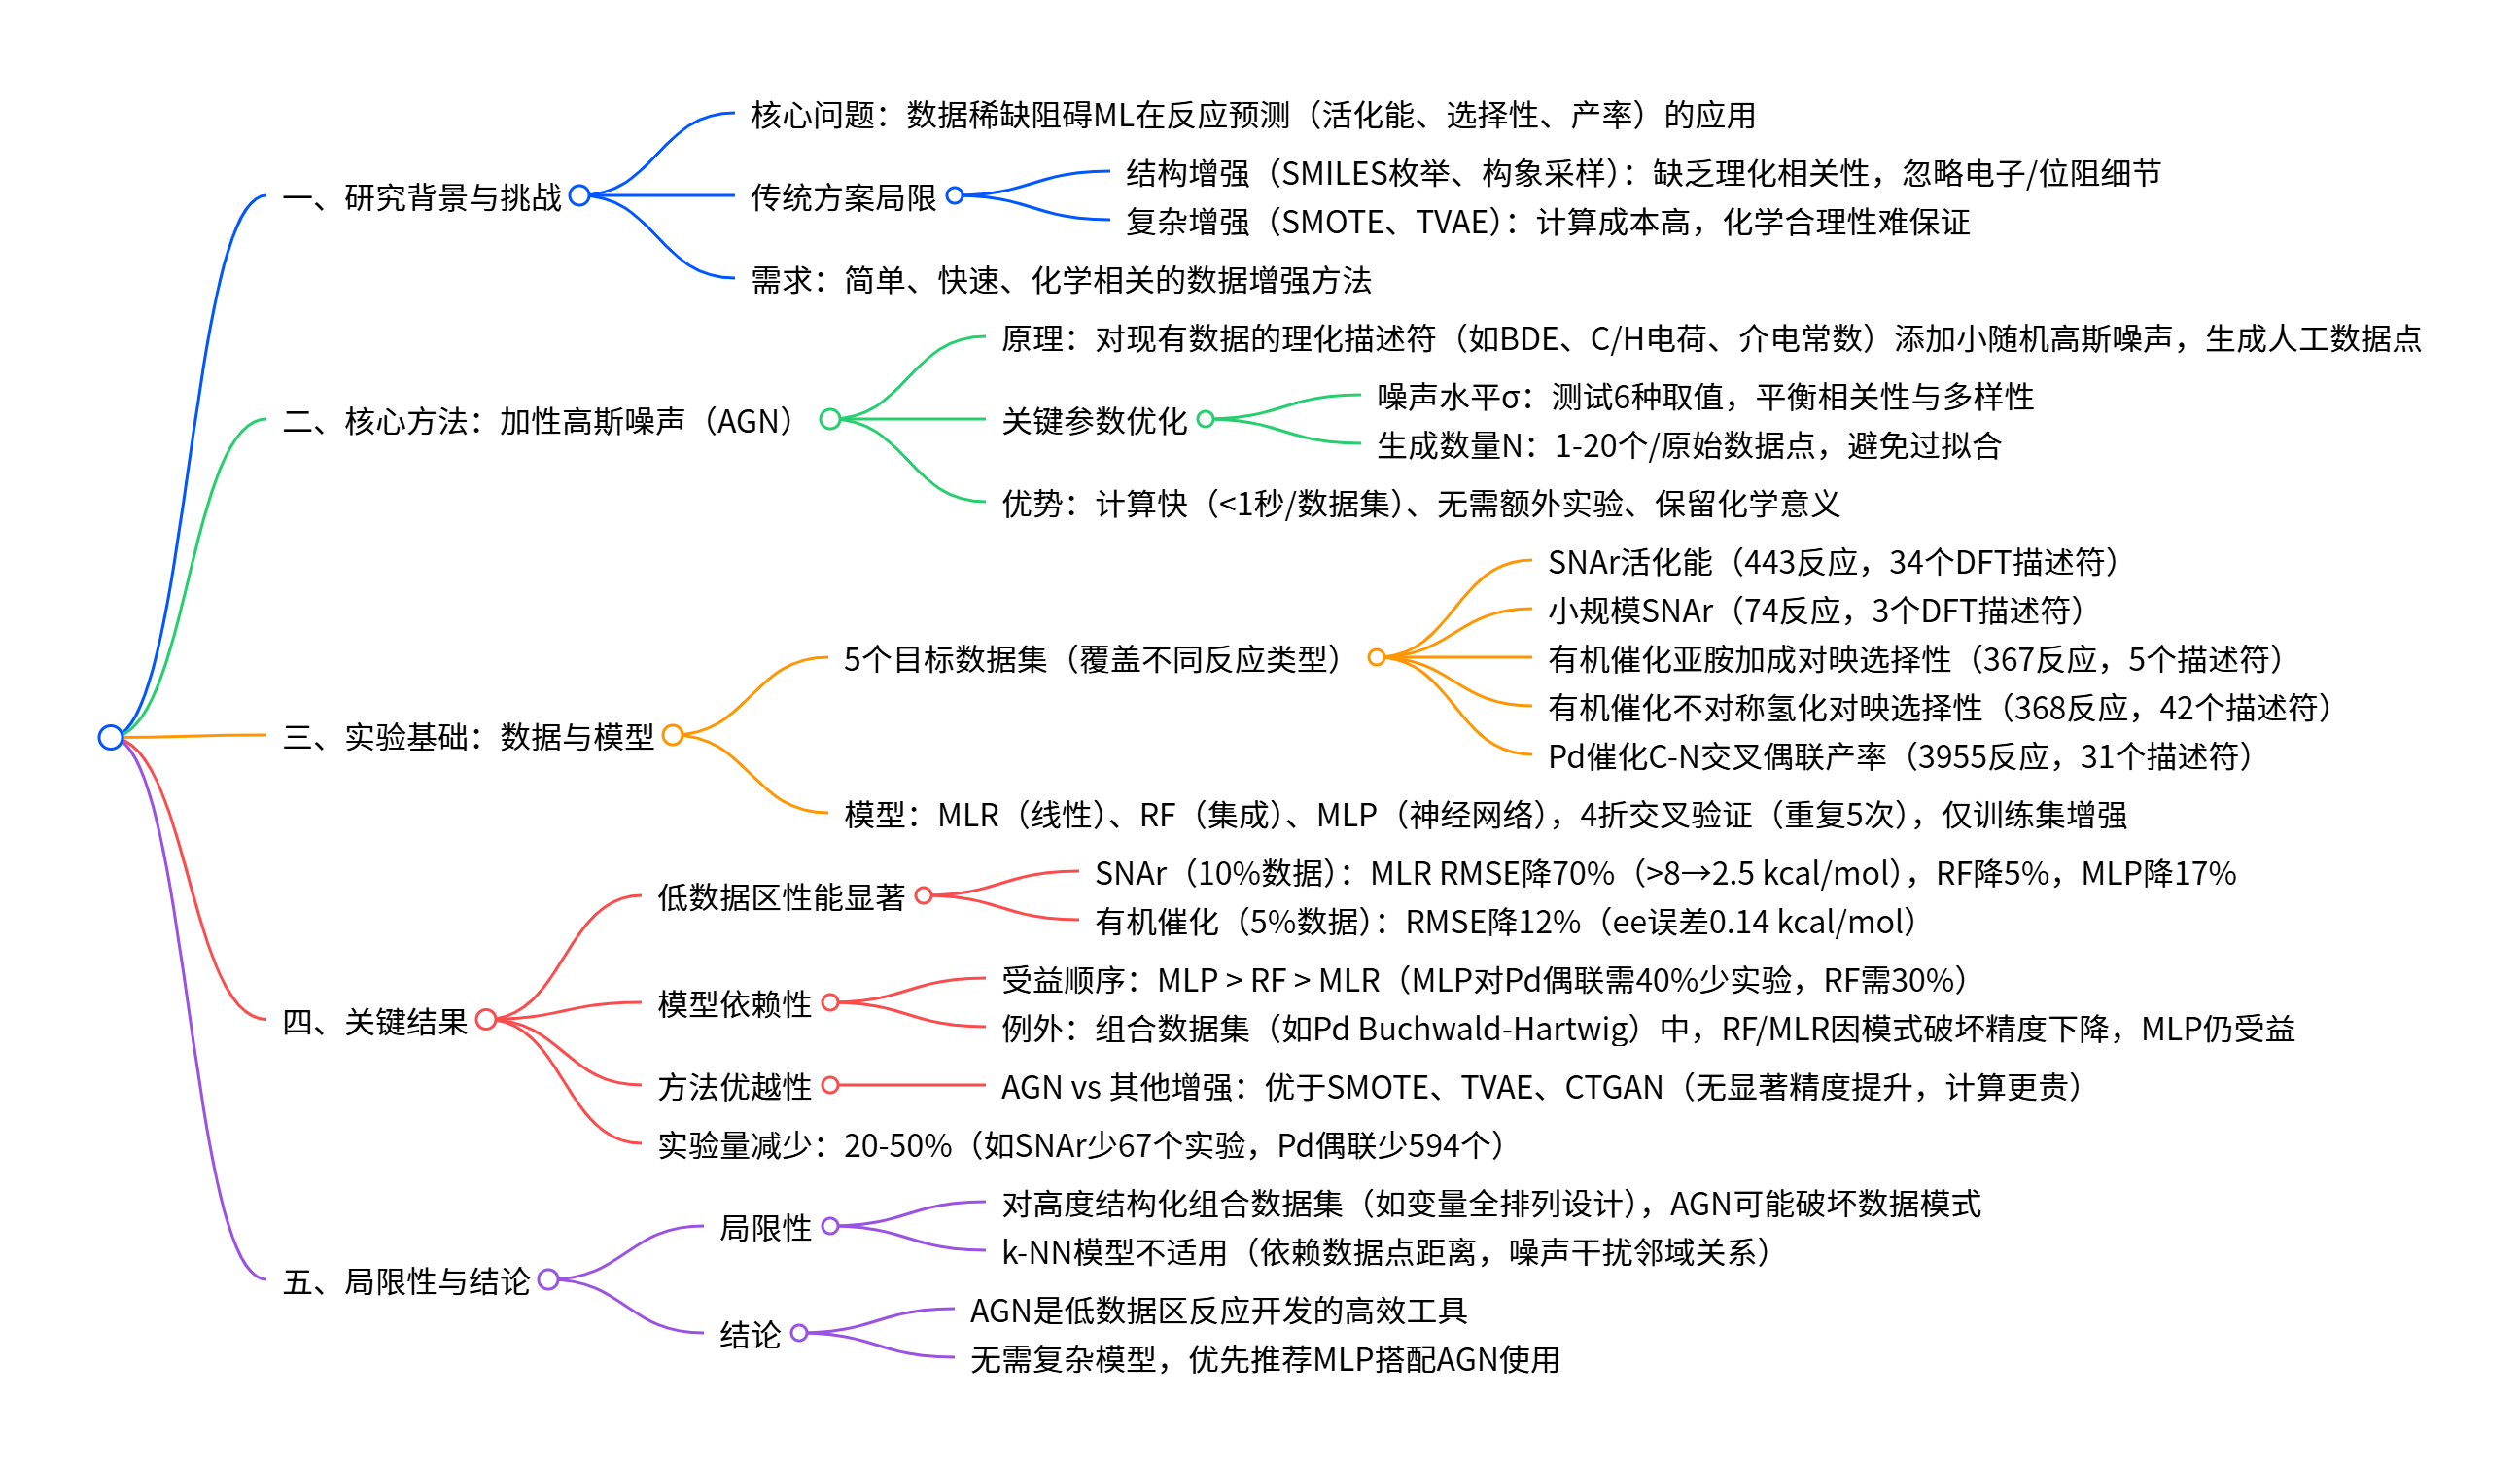 一、研究背景与挑战
核心问题：数据稀缺阻碍ML在反应预测（活化能、选择性、产率）的应用
传统方案局限
结构增强（SMILES枚举、构象采样）：缺乏理化相关性，忽略电子/位阻细节
复杂增强（SMOTE、TVAE）：计算成本高，化学合理性难保证
需求：简单、快速、化学相关的数据增强方法
二、核心方法：加性高斯噪声（AGN）
原理：对现有数据的理化描述符（如BDE、C/H电荷、介电常数）添加小随机高斯噪声，生成人工数据点
关键参数优化
噪声水平σ：测试6种取值，平衡相关性与多样性
生成数量N：1-20个/原始数据点，避免过拟合
优势：计算快（<1秒/数据集）、无需额外实验、保留化学意义
三、实验基础：数据与模型
5个目标数据集（覆盖不同反应类型）
SNAr活化能（443反应，34个DFT描述符）
小规模SNAr（74反应，3个DFT描述符）
有机催化亚胺加成对映选择性（367反应，5个描述符）
有机催化不对称氢化对映选择性（368反应，42个描述符）
Pd催化C-N交叉偶联产率（3955反应，31个描述符）
模型：MLR（线性）、RF（集成）、MLP（神经网络），4折交叉验证（重复5次），仅训练集增强
四、关键结果
低数据区性能显著
SNAr（10%数据）：MLR RMSE降70%（>8→2.5 kcal/mol），RF降5%，MLP降17%
有机催化（5%数据）：RMSE降12%（ee误差0.14 kcal/mol）
模型依赖性
受益顺序：MLP > RF > MLR（MLP对Pd偶联需40%少实验，RF需30%）
例外：组合数据集（如Pd Buchwald-Hartwig）中，RF/MLR因模式破坏精度下降，MLP仍受益
方法优越性
AGN vs 其他增强：优于SMOTE、TVAE、CTGAN（无显著精度提升，计算更贵）
实验量减少：20-50%（如SNAr少67个实验，Pd偶联少594个）
五、局限性与结论
局限性
对高度结构化组合数据集（如变量全排列设计），AGN可能破坏数据模式
k-NN模型不适用（依赖数据点距离，噪声干扰邻域关系）
结论
AGN是低数据区反应开发的高效工具
无需复杂模型，优先推荐MLP搭配AGN使用